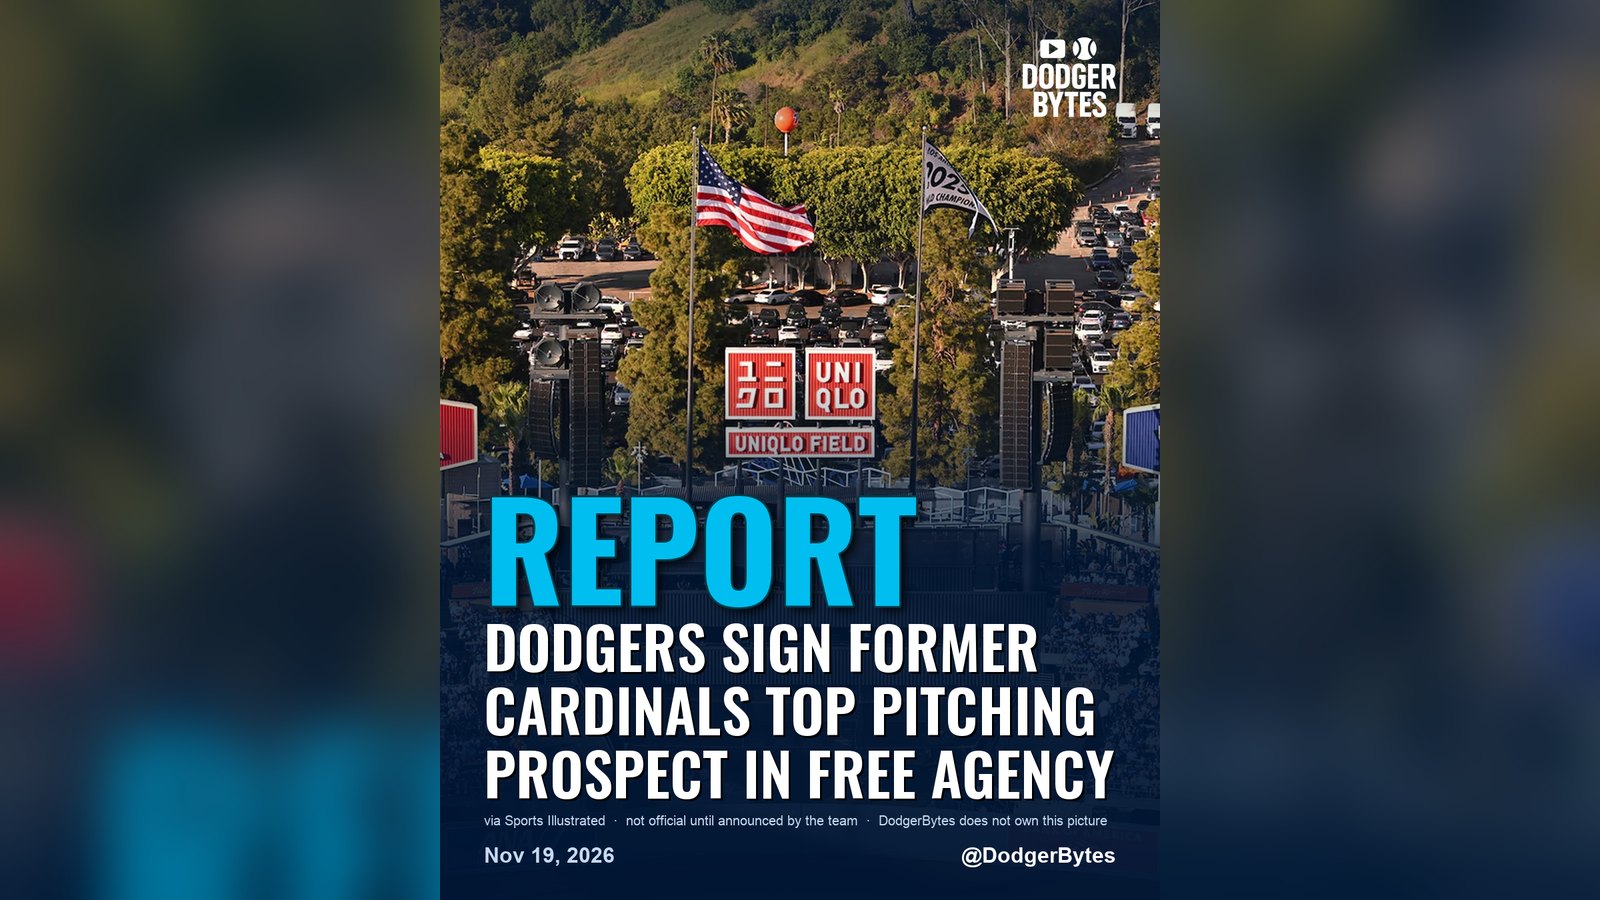 DODGER
BYTES
ユニ
クロ
UNI
QLO
UNIQLO FIELD
REPORT
DODGERS SIGN FORMER
CARDINALS TOP PITCHING
PROSPECT IN FREE AGENCY
via Sports Illustrated · not official until announced by the team · DodgerBytes does not own this picture
Nov 19, 2026
@DodgerBytes